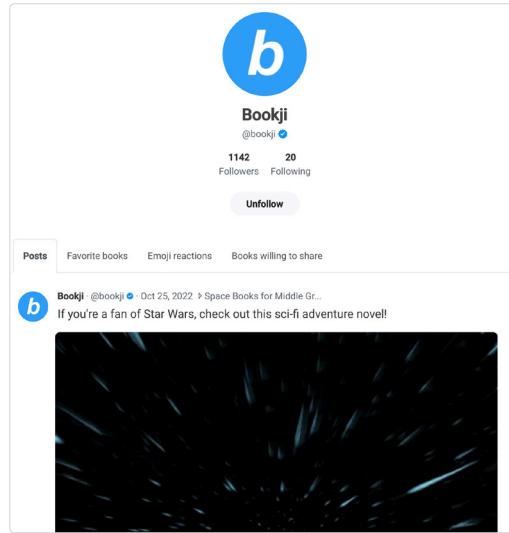 b
Bookji
@bookji
1142 20
Followers Following
Unfollow
Posts Favorite books Emoji reactions Books willing to share
b Bookji · @bookji · Oct 25, 2022 Space Books for Middle Gr...
If you're a fan of Star Wars, check out this sci-fi adventure novel!